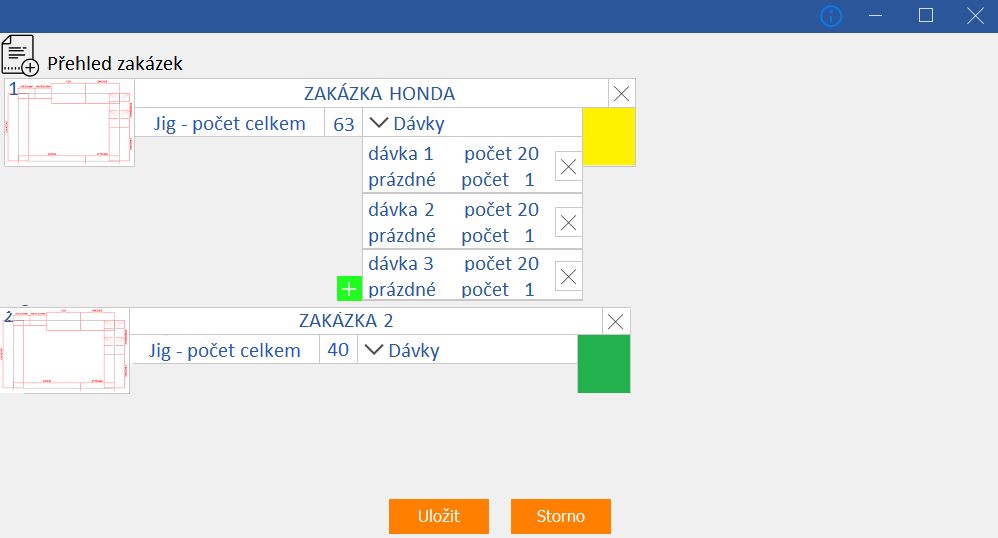 Přehled zakázek
1
ZAKÁZKA HONDA
Jig - počet celkem 63 Dávky
dávka 1 počet 20
prázdné počet 1
dávka 2 počet 20
prázdné počet 1
dávka 3 počet 20
prázdné počet 1
2
ZAKÁZKA 2
Jig - počet celkem 40 Dávky
Uložit Storno